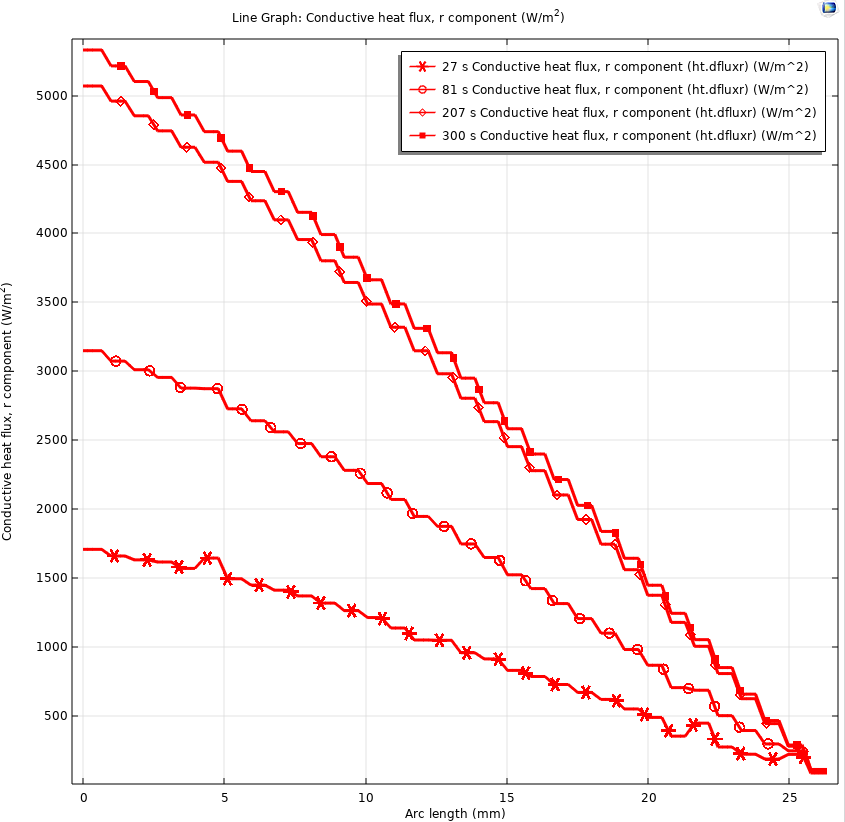 Line Graph: Conductive heat flux, r component (W/m²)
27 s Conductive heat flux, r component (ht.dfluxr) (W/m^2)
81 s Conductive heat flux, r component (ht.dfluxr) (W/m^2)
207 s Conductive heat flux, r component (ht.dfluxr) (W/m^2)
300 s Conductive heat flux, r component (ht.dfluxr) (W/m^2)
Conductive heat flux, r component (W/m²)
5000
4500
4000
3500
3000
2500
2000
1500
1000
500
0 5 10 15 20 25
Arc length (mm)